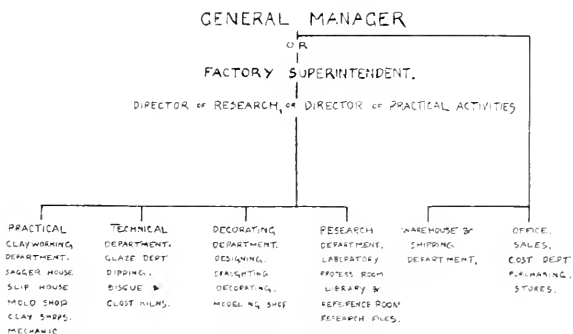 GENERAL MANAGER
OR
FACTORY SUPERINTENDENT.
DIRECTOR OF RESEARCH, OR DIRECTOR OF PRACTICAL ACTIVITIES
PRACTICAL
CLAYWORKING
DEPARTMENT.
SAGGER HOUSE
SLIP HOUSE
MOLD SHOP
CLAY SHOPS.
MECHANIC
TECHNICAL
DEPARTMENT.
GLAZE DEPT
DIPPING.
BISCUE &
GLOST KILNS.
DECORATING
DEPARTMENT.
DESIGNING.
DRAUGHTING
DECORATING.
MODELING SHOP
RESEARCH
DEPARTMENT.
LABORATORY
PROCESS ROOM
LIBRARY &
REFERENCE ROOM
RESEARCH FILES.
WAREHOUSE &
SHIPPING
DEPARTMENT.
OFFICE.
SALES.
COST DEPT
PURCHASING.
STORES.